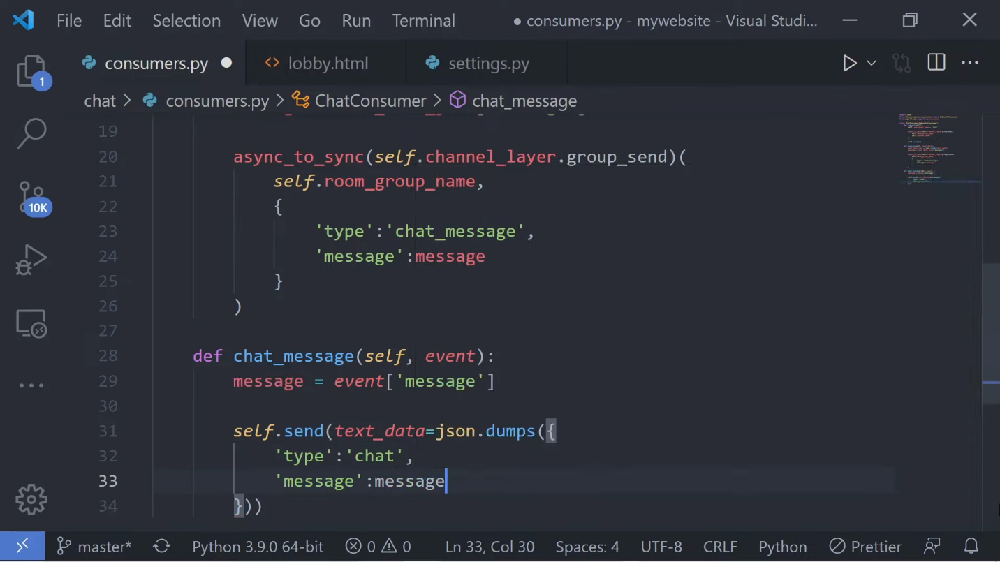 File Edit Selection View Go Run Terminal ● consumers.py - mywebsite - Visual Studi...
consumers.py lobby.html settings.py
chat > consumers.py > ChatConsumer > chat_message
1
10K
19
20 async_to_sync(self.channel_layer.group_send)(
21 self.room_group_name,
22 {
23 'type':'chat_message',
24 'message':message
25 }
26 )
27
28 def chat_message(self, event):
29 message = event['message']
30
31 self.send(text_data=json.dumps({
32 'type':'chat',
33 'message':message
34 }))
master* Python 3.9.0 64-bit 0 0 Ln 33, Col 30 Spaces: 4 UTF-8 CRLF Python Prettier